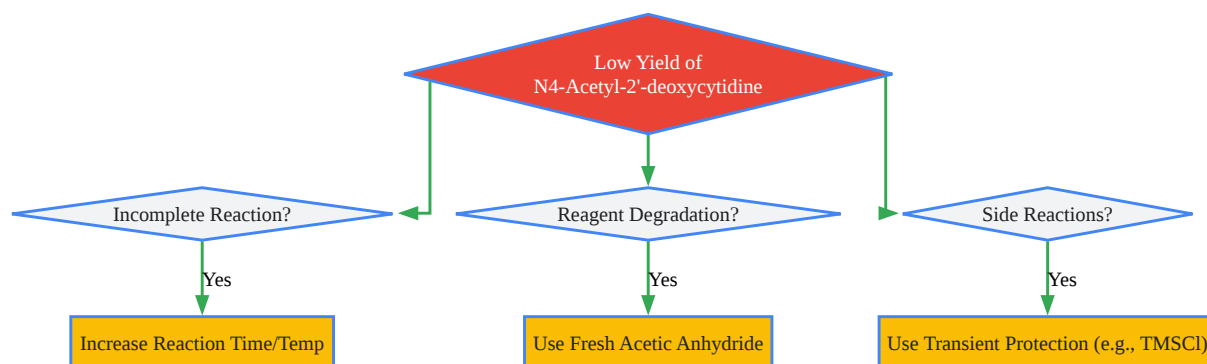 Low Yield of
N4-Acetyl-2'-deoxycytidine
Incomplete Reaction?
Reagent Degradation?
Side Reactions?
Yes
Yes
Yes
Increase Reaction Time/Temp
Use Fresh Acetic Anhydride
Use Transient Protection (e.g., TMSCl)